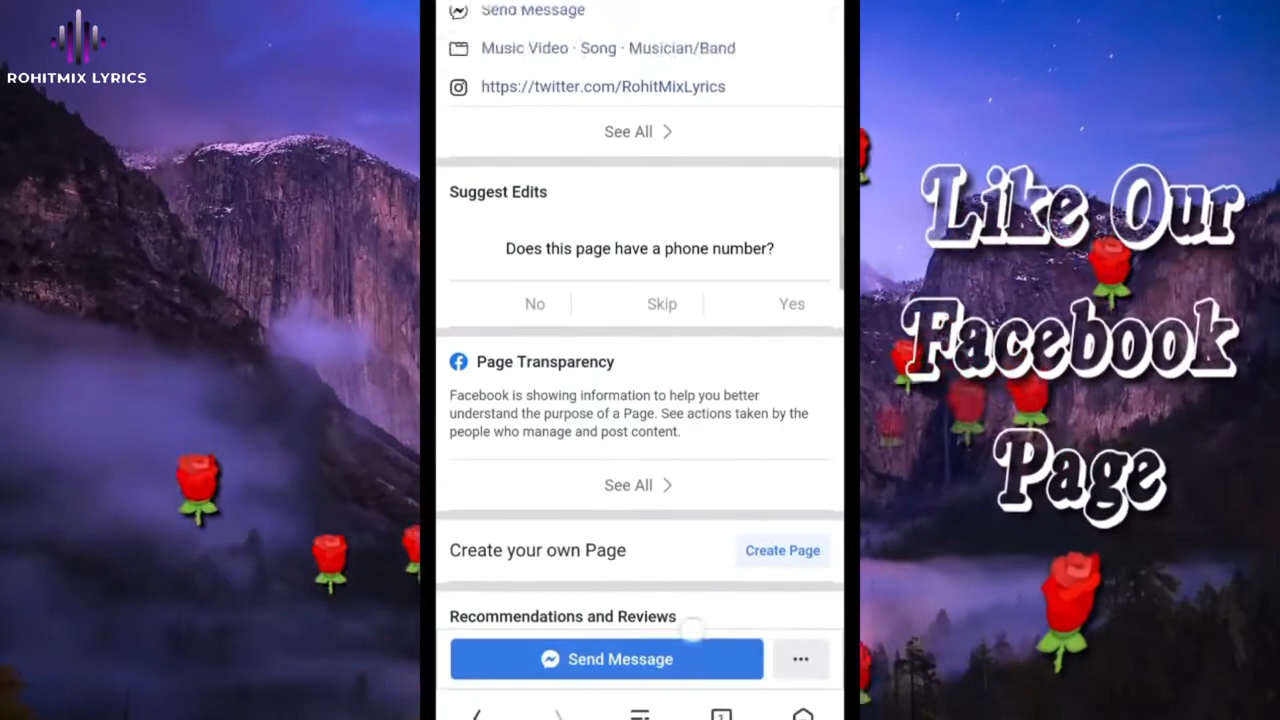 ROHITMIX LYRICS
Send Message
Music Video · Song · Musician/Band
https://twitter.com/RohitMixLyrics
See All
Suggest Edits
Does this page have a phone number?
No Skip Yes
Page Transparency
Facebook is showing information to help you better
understand the purpose of a Page. See actions taken by the
people who manage and post content.
See All
Create your own Page Create Page
Recommendations and Reviews
Send Message
1
Like Our
Facebook
Page